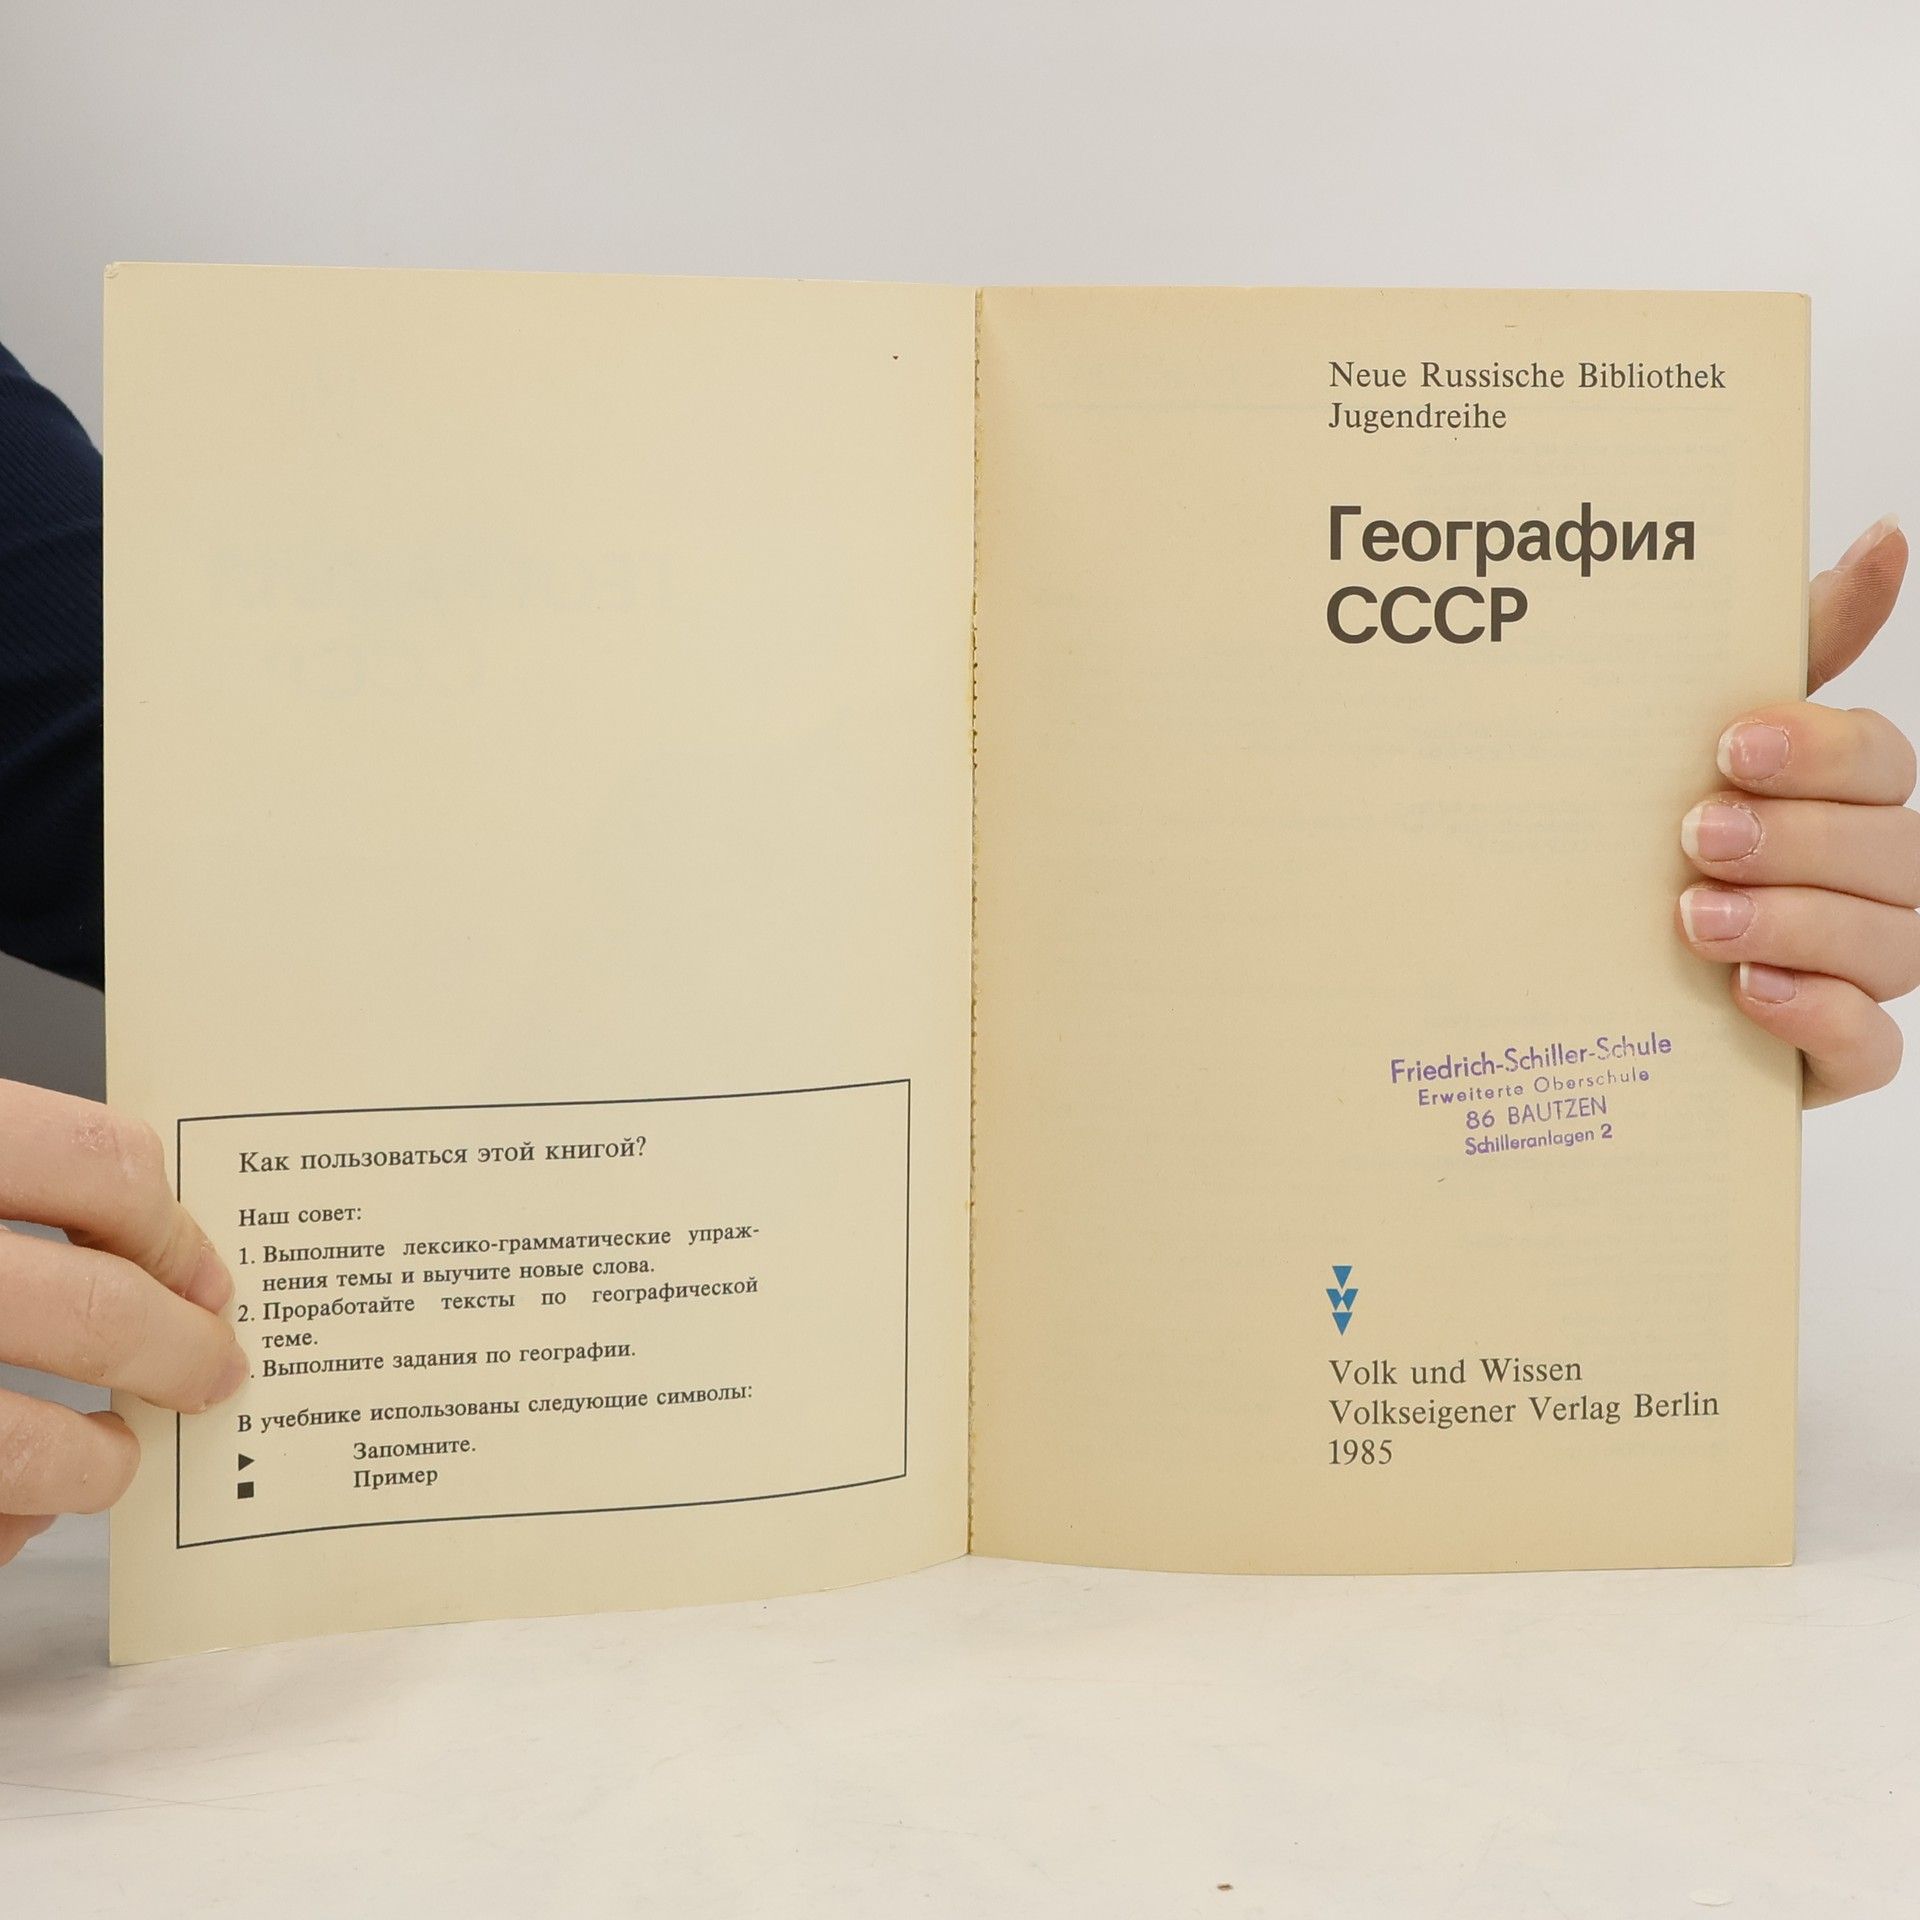 Как пользоваться этой книгой?
Наш совет:
1. Выполните лексико-грамматические упраж-
нения темы и выучите новые слова.
2. Проработайте тексты по географической
теме.
. Выполните задания по географии.
В учебнике использованы следующие символы:
▶ Запомните.
■ Пример
Neue Russische Bibliothek
Jugendreihe
География
СССР
Friedrich-Schiller-Schule
Erweiterte Oberschule
86 BAUTZEN
Schilleranlagen 2
Volk und Wissen
Volkseigener Verlag Berlin
1985